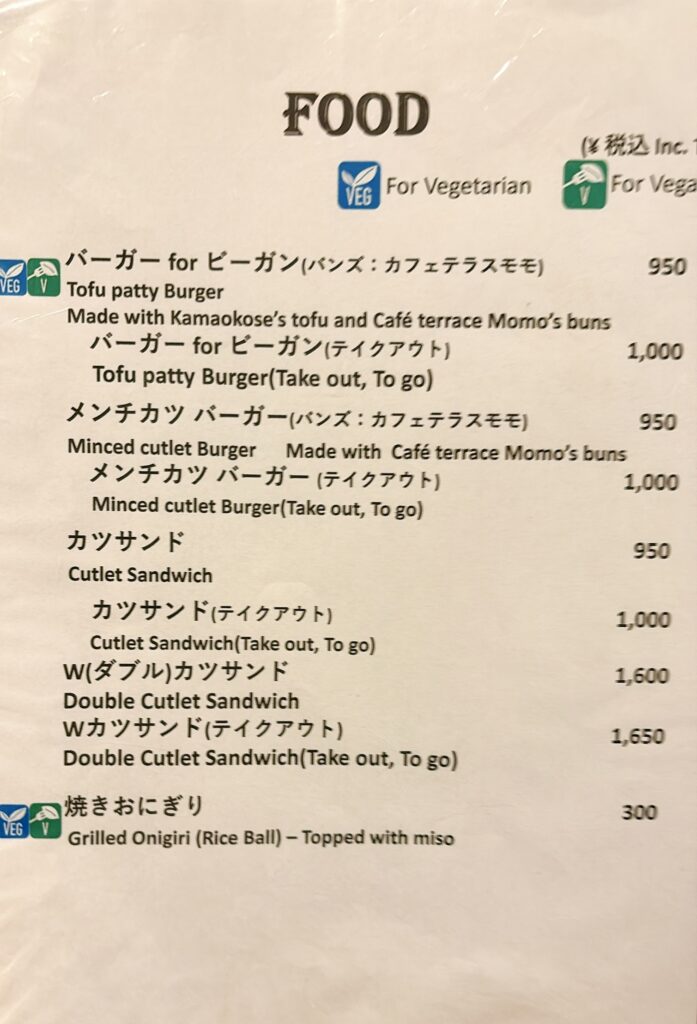 FOOD
(¥ 税込 Inc.
VEG For Vegetarian V For Vega
VEG V バーガー for ビーガン(バンズ：カフェテラスモモ) 950
Tofu patty Burger
Made with Kamaokose's tofu and Café terrace Momo's buns
バーガー for ビーガン(テイクアウト) 1,000
Tofu patty Burger(Take out, To go)
メンチカツ バーガー(バンズ：カフェテラスモモ) 950
Minced cutlet Burger Made with Café terrace Momo's buns
メンチカツ バーガー (テイクアウト) 1,000
Minced cutlet Burger(Take out, To go)
カツサンド 950
Cutlet Sandwich
カツサンド(テイクアウト) 1,000
Cutlet Sandwich(Take out, To go)
W(ダブル)カツサンド 1,600
Double Cutlet Sandwich
Wカツサンド(テイクアウト) 1,650
Double Cutlet Sandwich(Take out, To go)
VEG V 焼きおにぎり 300
Grilled Onigiri (Rice Ball) – Topped with miso